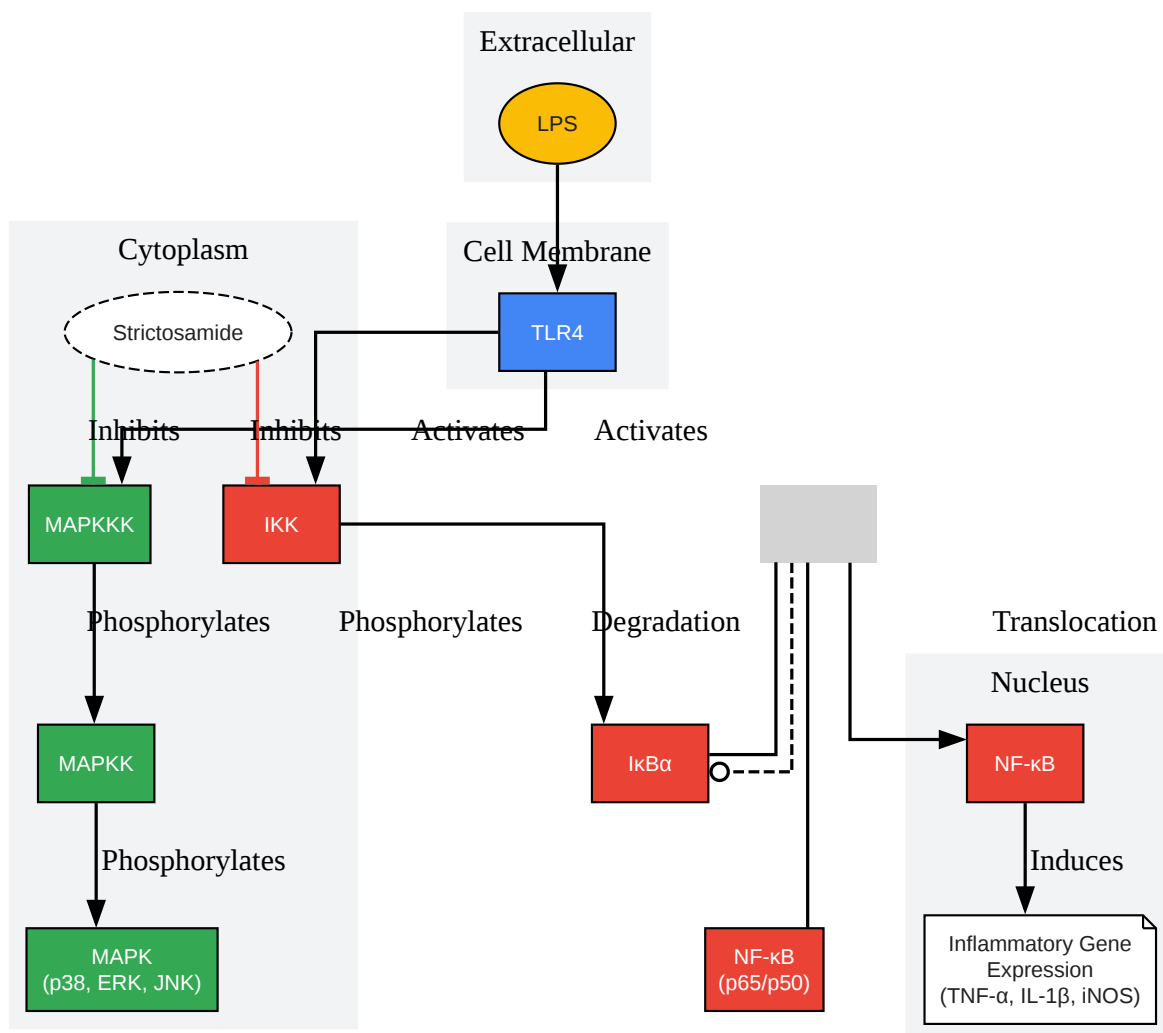 Extracellular
LPS
Cytoplasm
Cell Membrane
Strictosamide
TLR4
Inhibits
Inhibits
Activates
Activates
MAPKKK
IKK
Phosphorylates
Phosphorylates
Degradation
Translocation
Nucleus
MAPKK
IκBα
NF-κB
Phosphorylates
Induces
MAPK
(p38, ERK, JNK)
NF-κB
(p65/p50)
Inflammatory Gene
Expression
(TNF-α, IL-1β, iNOS)